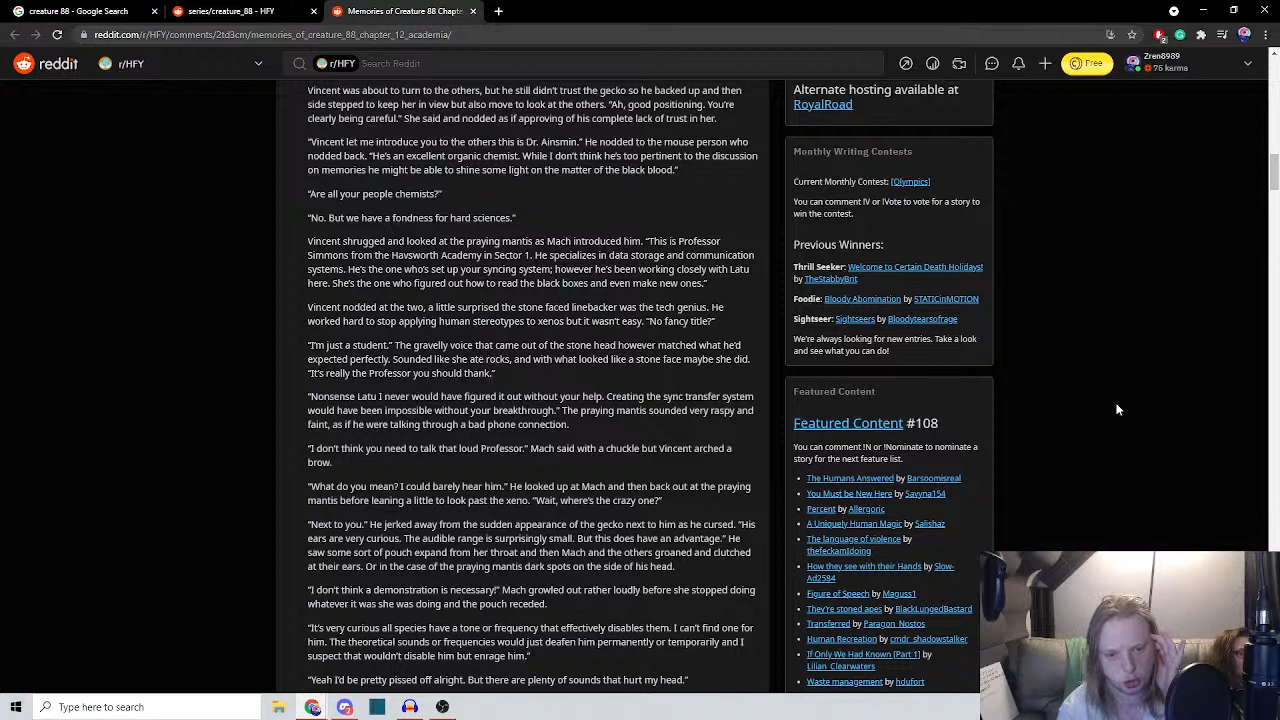 creature 88 - Google Search
series/creature_88 - HFY
Memories of Creature 88 Chapte
reddit.com/r/HFY/comments/2td3cm/memories_of_creature_88_chapter_12_academia/
2
reddit
r/HFY
r/HFY Search Reddit
Free
Zren8989
75 karma
Vincent was about to turn to the others, but he still didn't trust the gecko so he backed up and then
side stepped to keep her in view but also move to look at the others. "Ah, good positioning. You're
clearly being careful." She said and nodded as if approving of his complete lack of trust in her.
"Vincent let me introduce you to the others this is Dr. Ainsmin." He nodded to the mouse person who
nodded back. "He's an excellent organic chemist. While I don't think he's too pertinent to the discussion
on memories he might be able to shine some light on the matter of the black blood."
"Are all your people chemists?"
"No. But we have a fondness for hard sciences."
Vincent shrugged and looked at the praying mantis as Mach introduced him. "This is Professor
Simmons from the Havsworth Academy in Sector 1. He specializes in data storage and communication
systems. He's the one who's set up your syncing system; however he's been working closely with Latu
here. She's the one who figured out how to read the black boxes and even make new ones."
Vincent nodded at the two, a little surprised the stone faced linebacker was the tech genius. He
worked hard to stop applying human stereotypes to xenos but it wasn't easy. "No fancy title?"
"I'm just a student." The gravelly voice that came out of the stone head however matched what he'd
expected perfectly. Sounded like she ate rocks, and with what looked like a stone face maybe she did.
"It's really the Professor you should thank."
"Nonsense Latu I never would have figured it out without your help. Creating the sync transfer system
would have been impossible without your breakthrough." The praying mantis sounded very raspy and
faint, as if he were talking through a bad phone connection.
"I don't think you need to talk that loud Professor." Mach said with a chuckle but Vincent arched a
brow.
"What do you mean? I could barely hear him." He looked up at Mach and then back out at the praying
mantis before leaning a little to look past the xeno. "Wait, where's the crazy one?"
"Next to you." He jerked away from the sudden appearance of the gecko next to him as he cursed. "His
ears are very curious. The audible range is surprisingly small. But this does have an advantage." He
saw some sort of pouch expand from her throat and then Mach and the others groaned and clutched
at their ears. Or in the case of the praying mantis dark spots on the side of his head.
"I don't think a demonstration is necessary!" Mach growled out rather loudly before she stopped doing
whatever it was she was doing and the pouch receded.
"It's very curious all species have a tone or frequency that effectively disables them. I can't find one for
him. The theoretical sounds or frequencies would just deafen him permanently or temporarily and I
suspect that wouldn't disable him but enrage him."
"Yeah I'd be pretty pissed off alright. But there are plenty of sounds that hurt my head."
Alternate hosting available at
RoyalRoad
Monthly Writing Contests
Current Monthly Contest: [Olympics]
You can comment !V or !Vote to vote for a story to
win the contest.
Previous Winners:
Thrill Seeker: Welcome to Certain Death Holidays!
by TheStabbyBrit
Foodie: Bloody Abomination by STATICinMOTION
Sightseer: Sightseers by Bloodytearsofrage
We're always looking for new entries. Take a look
and see what you can do!
Featured Content
Featured Content #108
You can comment !N or !Nominate to nominate a
story for the next feature list.
The Humans Answered by Barsoomisreal
You Must be New Here by Savyna154
Percent by Allergoric
A Uniquely Human Magic by Salishaz
The language of violence by
thefeckamIdoing
How they see with their Hands by Slow-
Ad2584
Figure of Speech by Maguss1
They're stoned apes by BlackLungedBastard
Transferred by Paragon_Nostos
Human Recreation by cmdr_shadowstalker
If Only We Had Known [Part 1] by
Lilian_Clearwaters
Waste management by hdufort
Type here to search